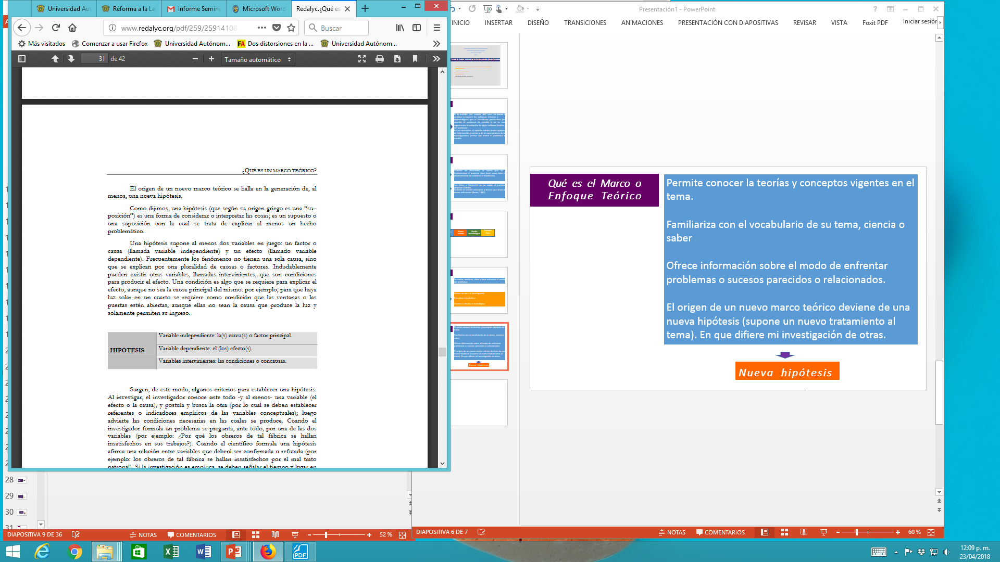 Universidad Aut
Reforma a la Le
Informe Semina
Microsoft Word
Redalyc.¿Qué es
www.redalyc.org/pdf/259/25914108
Buscar
Más visitados
Comenzar a usar Firefox
Universidad Autónom...
Dos distorsiones en la ...
Universidad Autónom...
31 de 42
Tamaño automático
¿QUÉ ES UN MARCO TEÓRICO?
El origen de un nuevo marco teórico se halla en la generación de, al
menos, una nueva hipótesis.
Como dijimos, una hipótesis (que según su origen griego es una “su–
posición”) es una forma de considerar o interpretar las cosas; es un supuesto o
una suposición con la cual se trata de explicar al menos un hecho
problemático.
Una hipótesis supone al menos dos variables en juego: un factor o
causa (llamada variable independiente) y un efecto (llamado variable
dependiente). Frecuentemente los fenómenos no tienen una sola causa, sino
que se explican por una pluralidad de causas o factores. Indudablemente
pueden existir otras variables, llamadas intervinientes, que son condiciones
para producir el efecto. Una condición es algo que se requiere para explicar el
efecto, aunque no sea la causa principal del mismo: por ejemplo, para que haya
luz solar en un cuarto se requiere como condición que las ventanas o las
puertas estén abiertas, aunque ellas no sean la causa que produce la luz y
solamente permiten su ingreso.
HIPÓTESIS
Variable independiente: la(s) causa(s) o factor principal.
Variable dependiente: el (los) efecto(s).
Variables intervinientes: las condiciones o concausas.
Surgen, de este modo, algunos criterios para establecer una hipótesis.
Al investigar, el investigador conoce ante todo -y al menos- una variable (el
efecto o la causa), y postula y busca la otra (por lo cual se deben establecer
referentes o indicadores empíricos de las variables conceptuales); luego
advierte las condiciones necesarias en las cuales se produce. Cuando el
investigador formula un problema se pregunta, ante todo, por una de las dos
variables (por ejemplo: ¿Por qué los obreros de tal fábrica se hallan
insatisfechos en sus trabajos?). Cuando el científico formula una hipótesis
afirma una relación entre variables que deberá ser confirmada o refutada (por
ejemplo: los obreros de tal fábrica se hallan insatisfechos por el mal trato
patronal). Si la investigación es empírica, se deben señalar el tiempo y lugar en
28
29
30
31
DIAPOSITIVA 9 DE 36
NOTAS
COMENTARIOS
52 %
Presentación1 - PowerPoint
INICIO
INSERTAR
DISEÑO
TRANSICIONES
ANIMACIONES
PRESENTACIÓN CON DIAPOSITIVAS
REVISAR
VISTA
Foxit PDF
Iniciar sesión
Qué es el Marco o
Enfoque Teórico
Permite conocer la teorías y conceptos vigentes en el
tema.
Familiariza con el vocabulario de su tema, ciencia o
saber
Ofrece información sobre el modo de enfrentar
problemas o sucesos parecidos o relacionados.
El origen de un nuevo marco teórico deviene de una
nueva hipótesis (supone un nuevo tratamiento al
tema). En que difiere mi investigación de otras.
Nueva hipótesis
DIAPOSITIVA 6 DE 7
NOTAS
COMENTARIOS
60 %
12:09 p. m.
23/04/2018